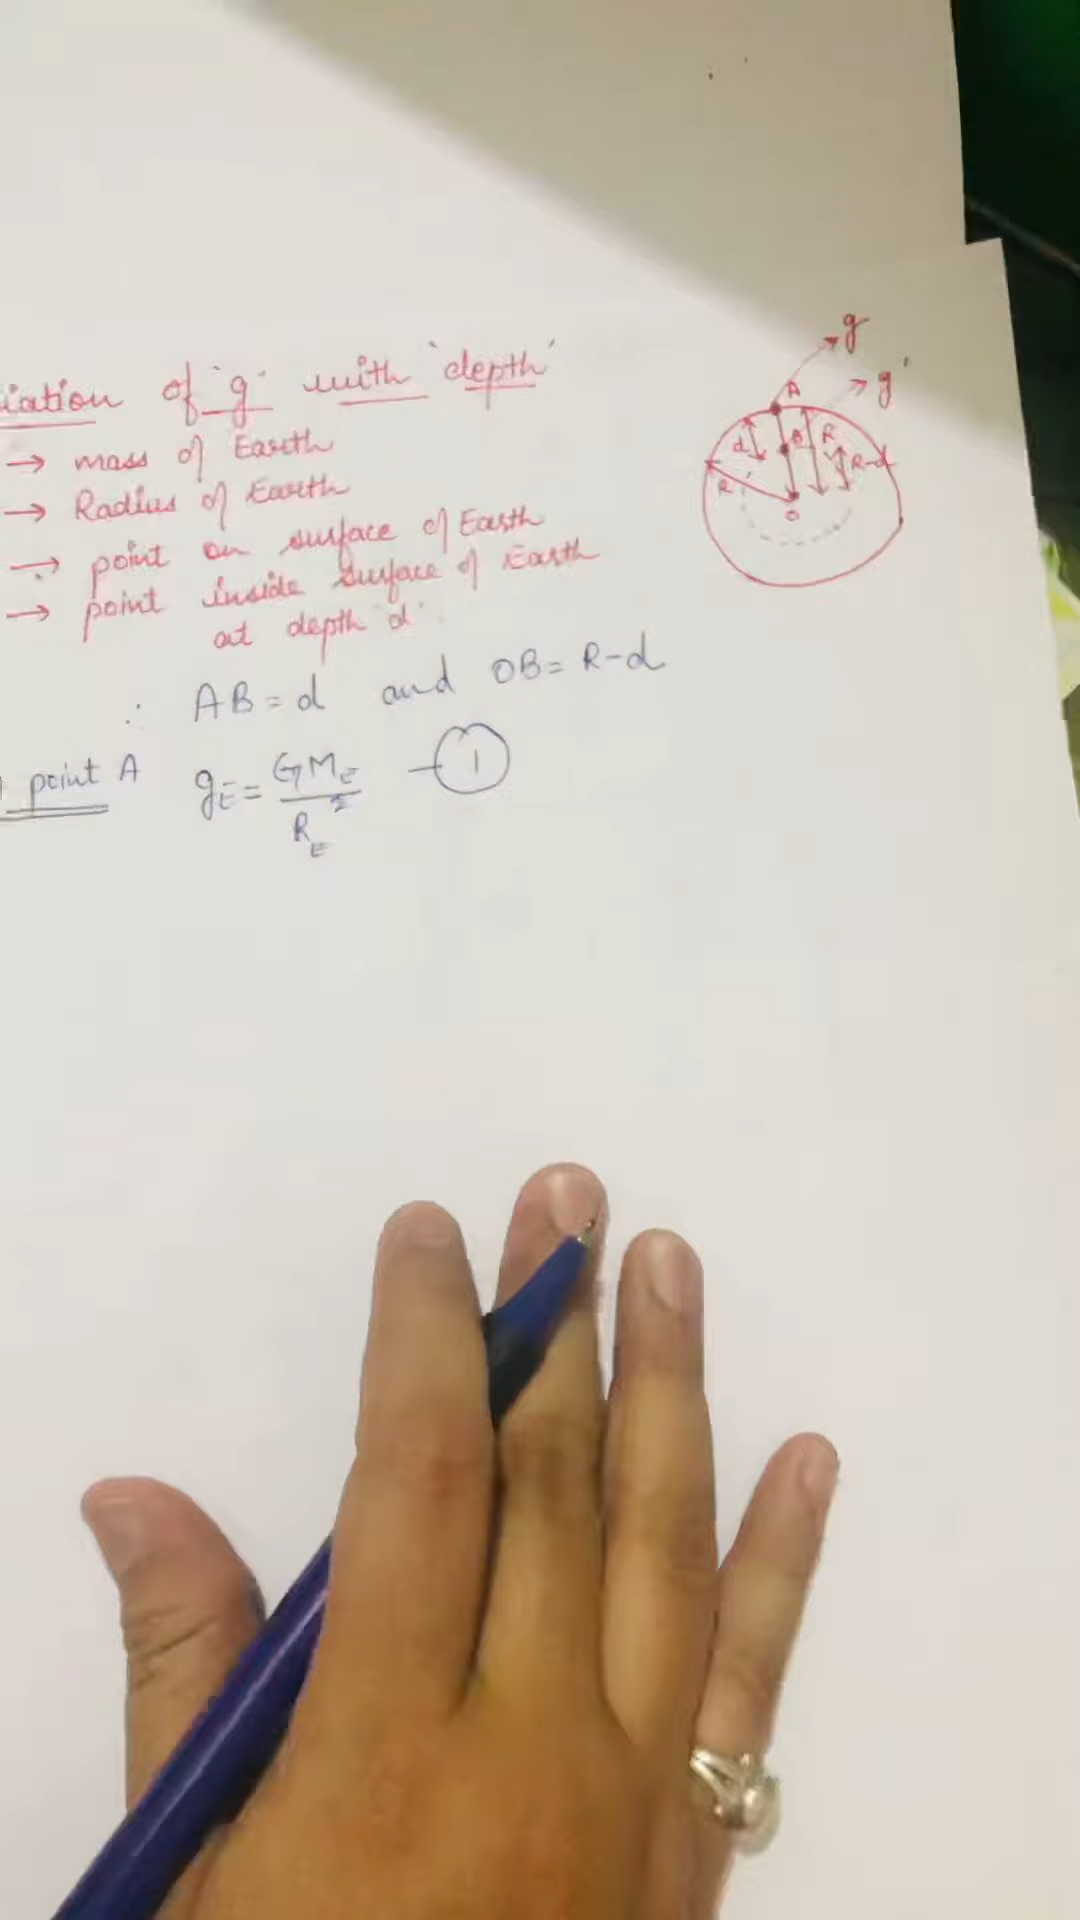 iation of "g" with "depth"
→ mass of Earth
→ Radius of Earth
→ point on surface of Earth
→ point inside surface of Earth
at depth "d".
∴ AB = d and OB = R-d
point A gE = GME / RE² - 1
g
g'
A
d
B
R
R-d
R
O